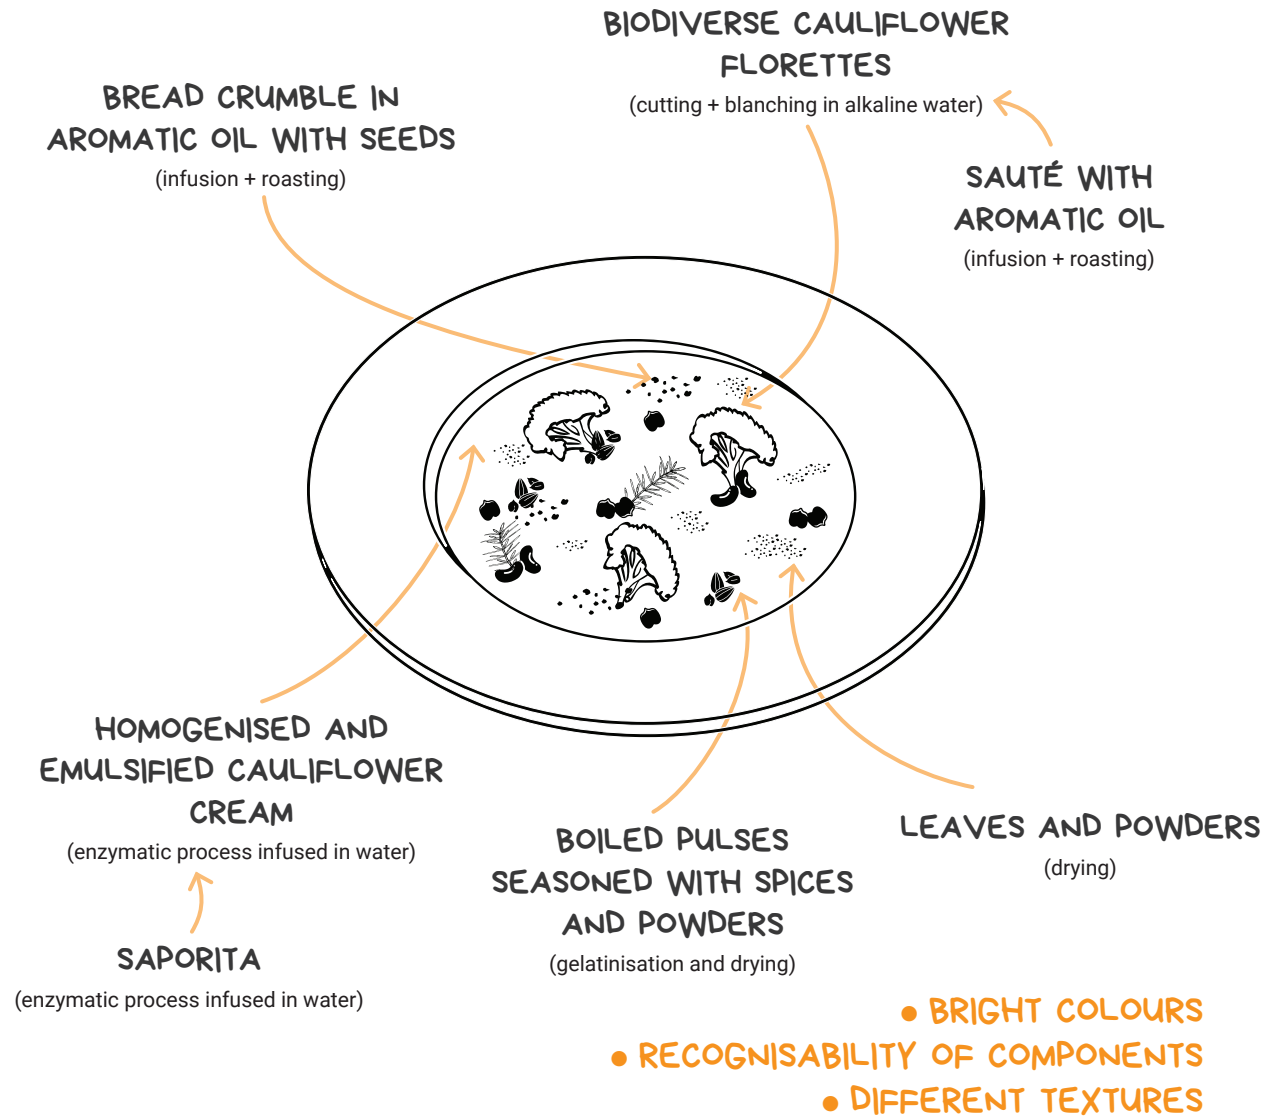 BIODIVERSE CAULIFLOWER
FLORETTES
(cutting + blanching in alkaline water)
BREAD CRUMBLE IN
AROMATIC OIL WITH SEEDS
(infusion + roasting)
SAUTÉ WITH
AROMATIC OIL
(infusion + roasting)
HOMOGENISED AND
EMULSIFIED CAULIFLOWER
CREAM
(enzymatic process infused in water)
SAPORITA
(enzymatic process infused in water)
BOILED PULSES
SEASONED WITH SPICES
AND POWDERS
(gelatinisation and drying)
LEAVES AND POWDERS
(drying)
• BRIGHT COLOURS
• RECOGNISABILITY OF COMPONENTS
• DIFFERENT TEXTURES